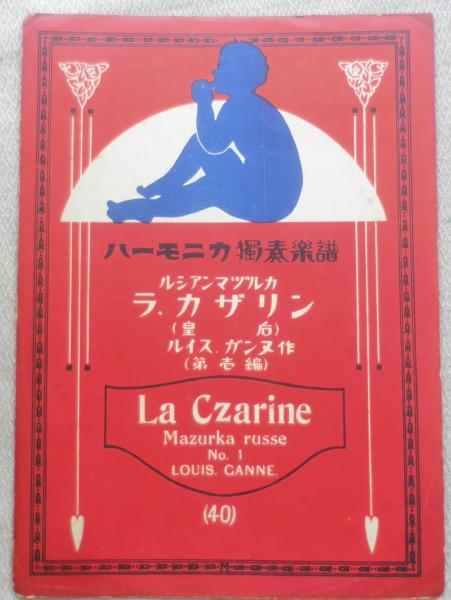 ハーモニカ獨奏樂譜
ルシアンマヅルカ
ラ、カザリン
(皇 后)
ルイス、ガンヌ作
(第壱編)
La Czarine
Mazurka russe
No. 1
LOUIS. GANNE.
(40)
M